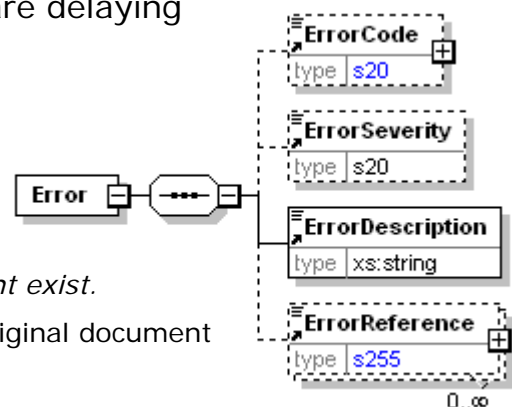 are delaying
ErrorCode
type s20
ErrorSeverity
type s20
Error
ErrorDescription
type xs:string
nt exist.
ErrorReference
iginal document
type s255
0..∞